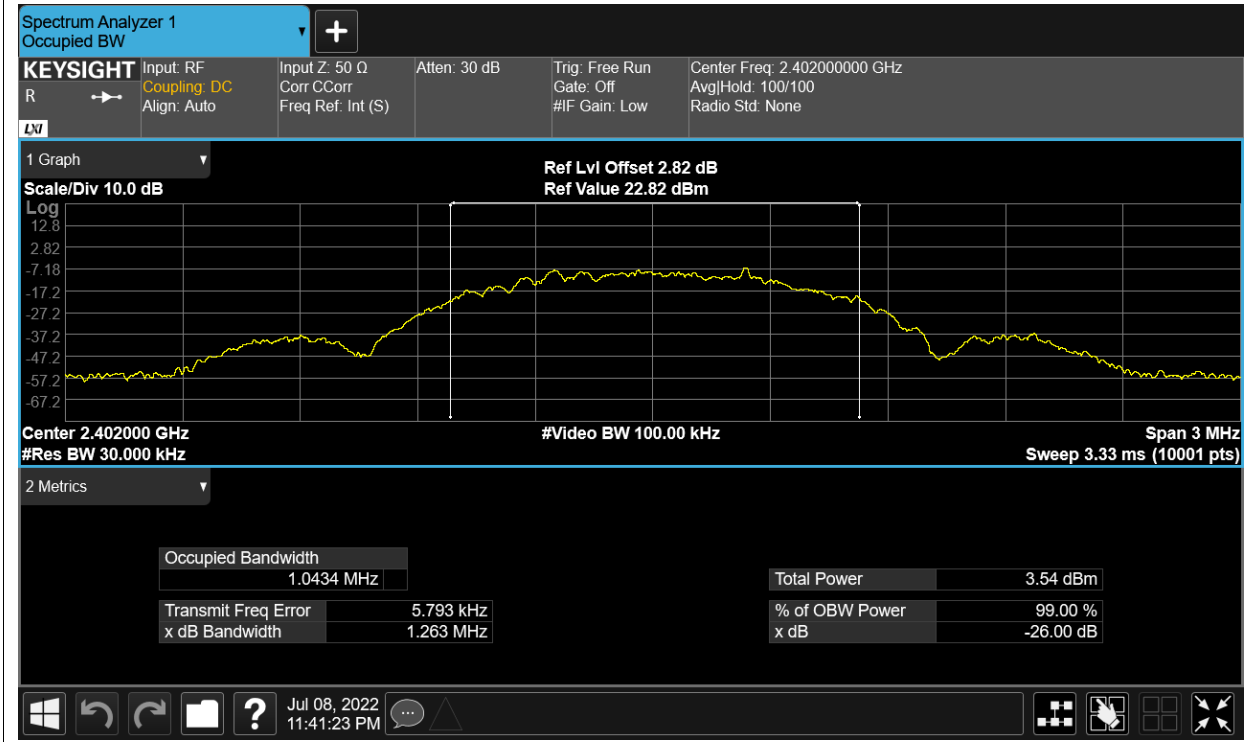 Spectrum Analyzer 1
Occupied BW
KEYSIGHT
R
LXI
Input: RF
Coupling: DC
Align: Auto
Input Z: 50 Ω
Corr CCorr
Freq Ref: Int (S)
Atten: 30 dB
Trig: Free Run
Gate: Off
#IF Gain: Low
Center Freq: 2.402000000 GHz
Avg|Hold: 100/100
Radio Std: None
1 Graph
Scale/Div 10.0 dB
Ref Lvl Offset 2.82 dB
Ref Value 22.82 dBm
Log
12.8
2.82
-7.18
-17.2
-27.2
-37.2
-47.2
-57.2
-67.2
Center 2.402000 GHz
#Video BW 100.00 kHz
Span 3 MHz
#Res BW 30.000 kHz
Sweep 3.33 ms (10001 pts)
2 Metrics
Occupied Bandwidth
1.0434 MHz
Total Power 3.54 dBm
Transmit Freq Error 5.793 kHz
% of OBW Power 99.00 %
x dB Bandwidth 1.263 MHz
x dB -26.00 dB
?
Jul 08, 2022
11:41:23 PM